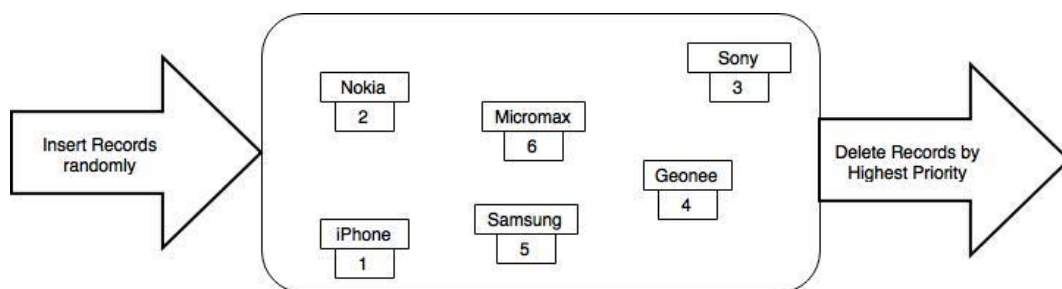 Insert Records
randomly
Nokia
2
iPhone
1
Micromax
6
Samsung
5
Sony
3
Geonee
4
Delete Records by
Highest Priority